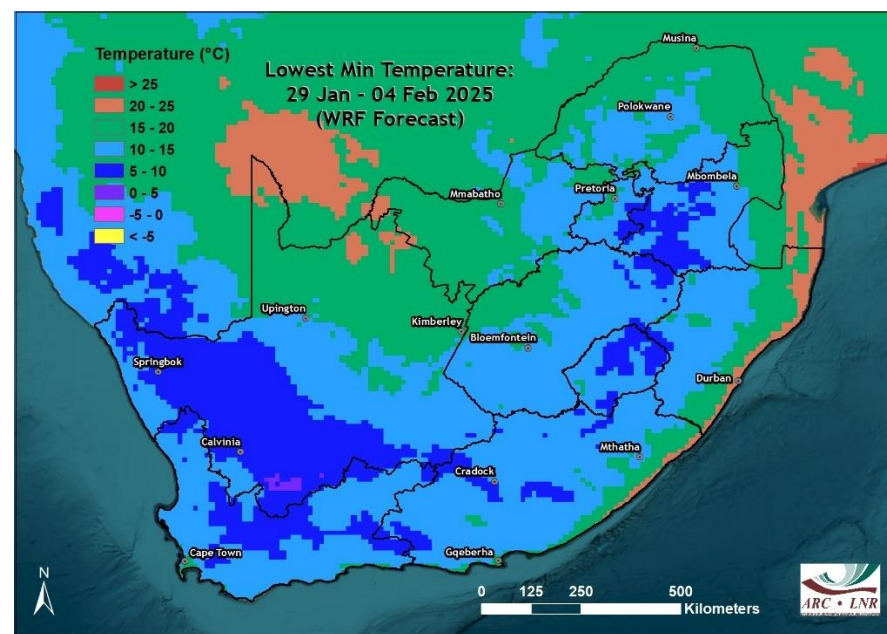 Temperature (°C)
> 25
20 - 25
15 - 20
10 - 15
5 - 10
0 - 5
-5 - 0
< -5
Lowest Min Temperature:
29 Jan - 04 Feb 2025
(WRF Forecast)
Musina
Polokwane
Mmabatho
Pretoria
Mbombela
Upington
Kimberley
Bloemfontein
Springbok
Durban
Calvinia
Cradock
Mthatha
Cape Town
Gqeberha
N
0 125 250 500
Kilometers
ARC • LNR